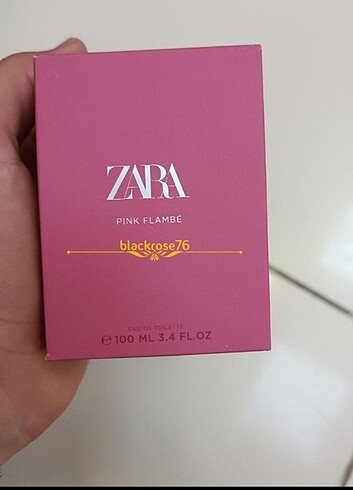 ZARA
PINK FLAMBÉ
blackrose76
EAU DE TOILETTE
℮ 100 ML 3.4 FL.OZ